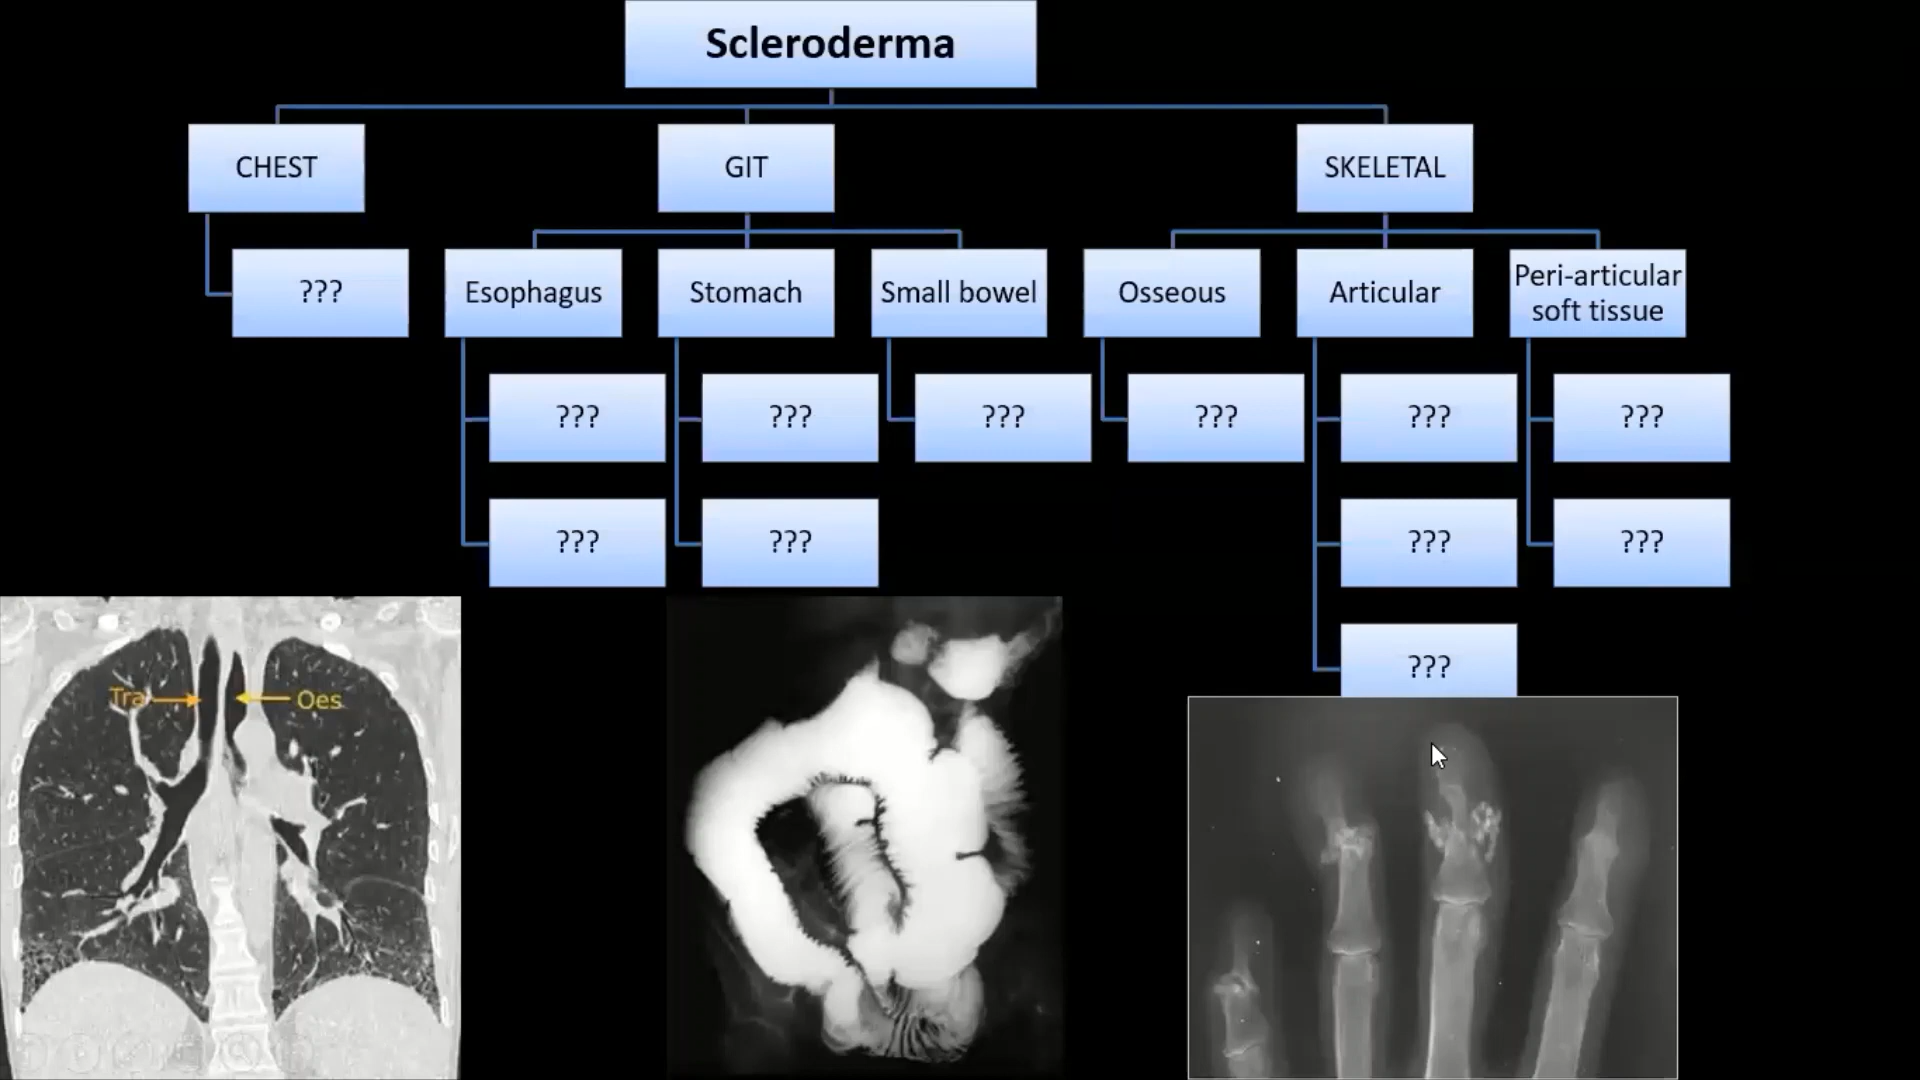 Scleroderma
CHEST
GIT
SKELETAL
???
Esophagus
Stomach
Small bowel
Osseous
Articular
Peri-articular
soft tissue
???
???
???
???
???
???
???
???
???
???
???
Tra
Oes